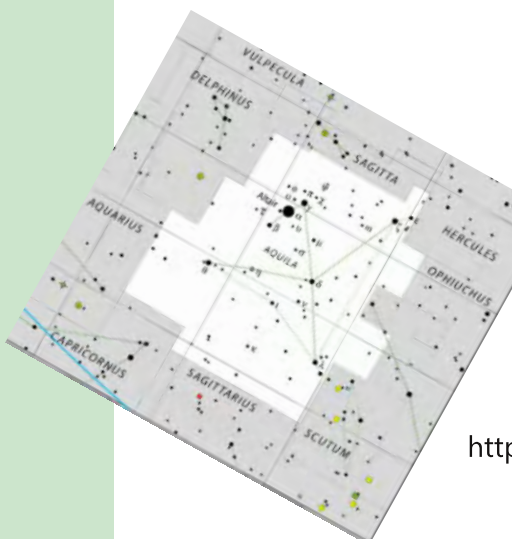 VULPECULA
DELPHINUS
SAGITTA
Altair
α
γ
β
μ
AQUARIUS
HERCULES
AQUILA
OPHIUCHUS
θ
η
δ
ι
ν
κ
λ
CAPRICORNUS
SAGITTARIUS
SCUTUM
http